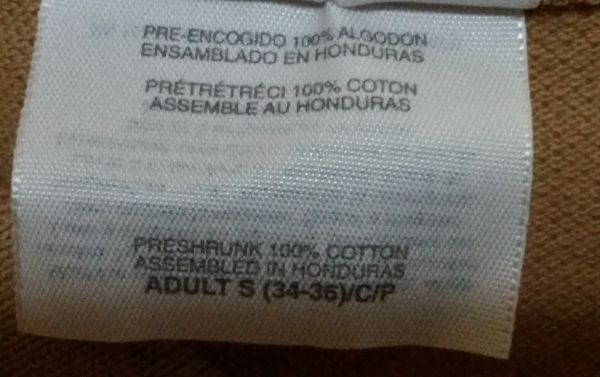 PRE-ENCOGIDO 100% ALGODON
ENSAMBLADO EN HONDURAS
PRÉTRÉTRÉCI 100% COTON
ASSEMBLE AU HONDURAS
PRESHRUNK 100% COTTON
ASSEMBLED IN HONDURAS
ADULT S (34-36)/C/P